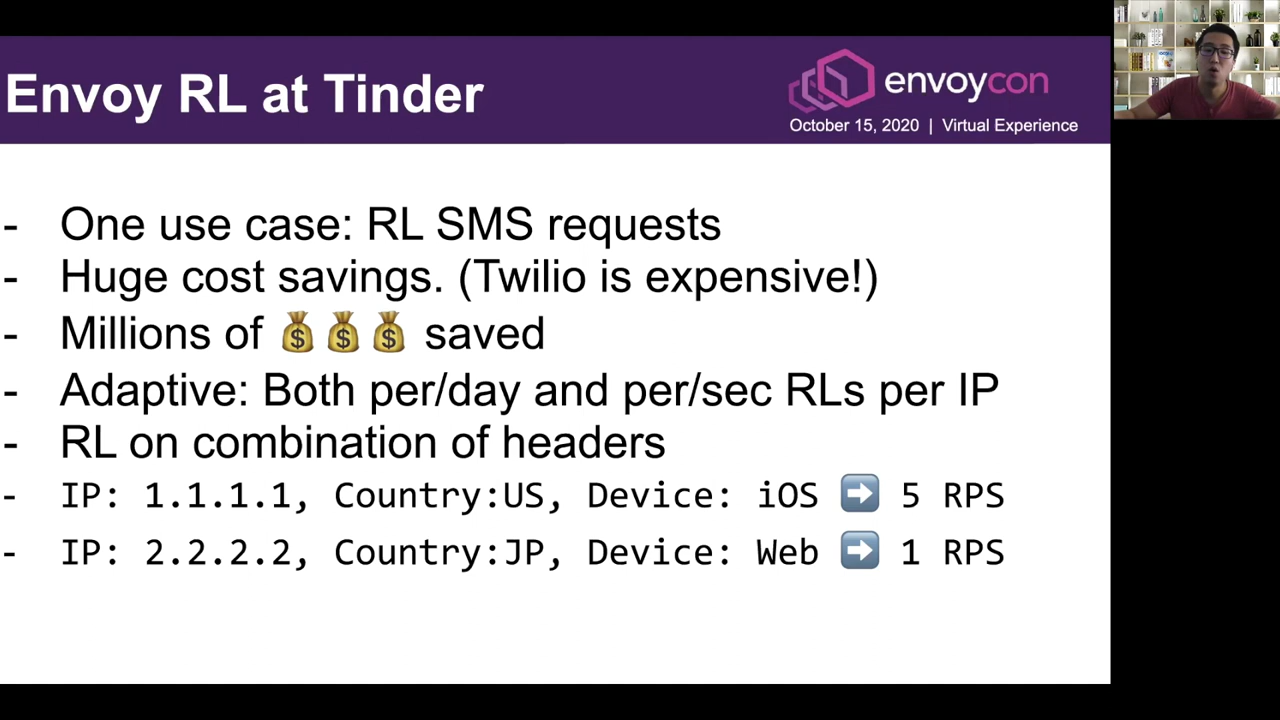 Envoy RL at Tinder
envoycon
October 15, 2020 | Virtual Experience
- One use case: RL SMS requests
- Huge cost savings. (Twilio is expensive!)
- Millions of 💰💰💰 saved
- Adaptive: Both per/day and per/sec RLs per IP
- RL on combination of headers
- IP: 1.1.1.1, Country:US, Device: iOS ➡️ 5 RPS
- IP: 2.2.2.2, Country:JP, Device: Web ➡️ 1 RPS